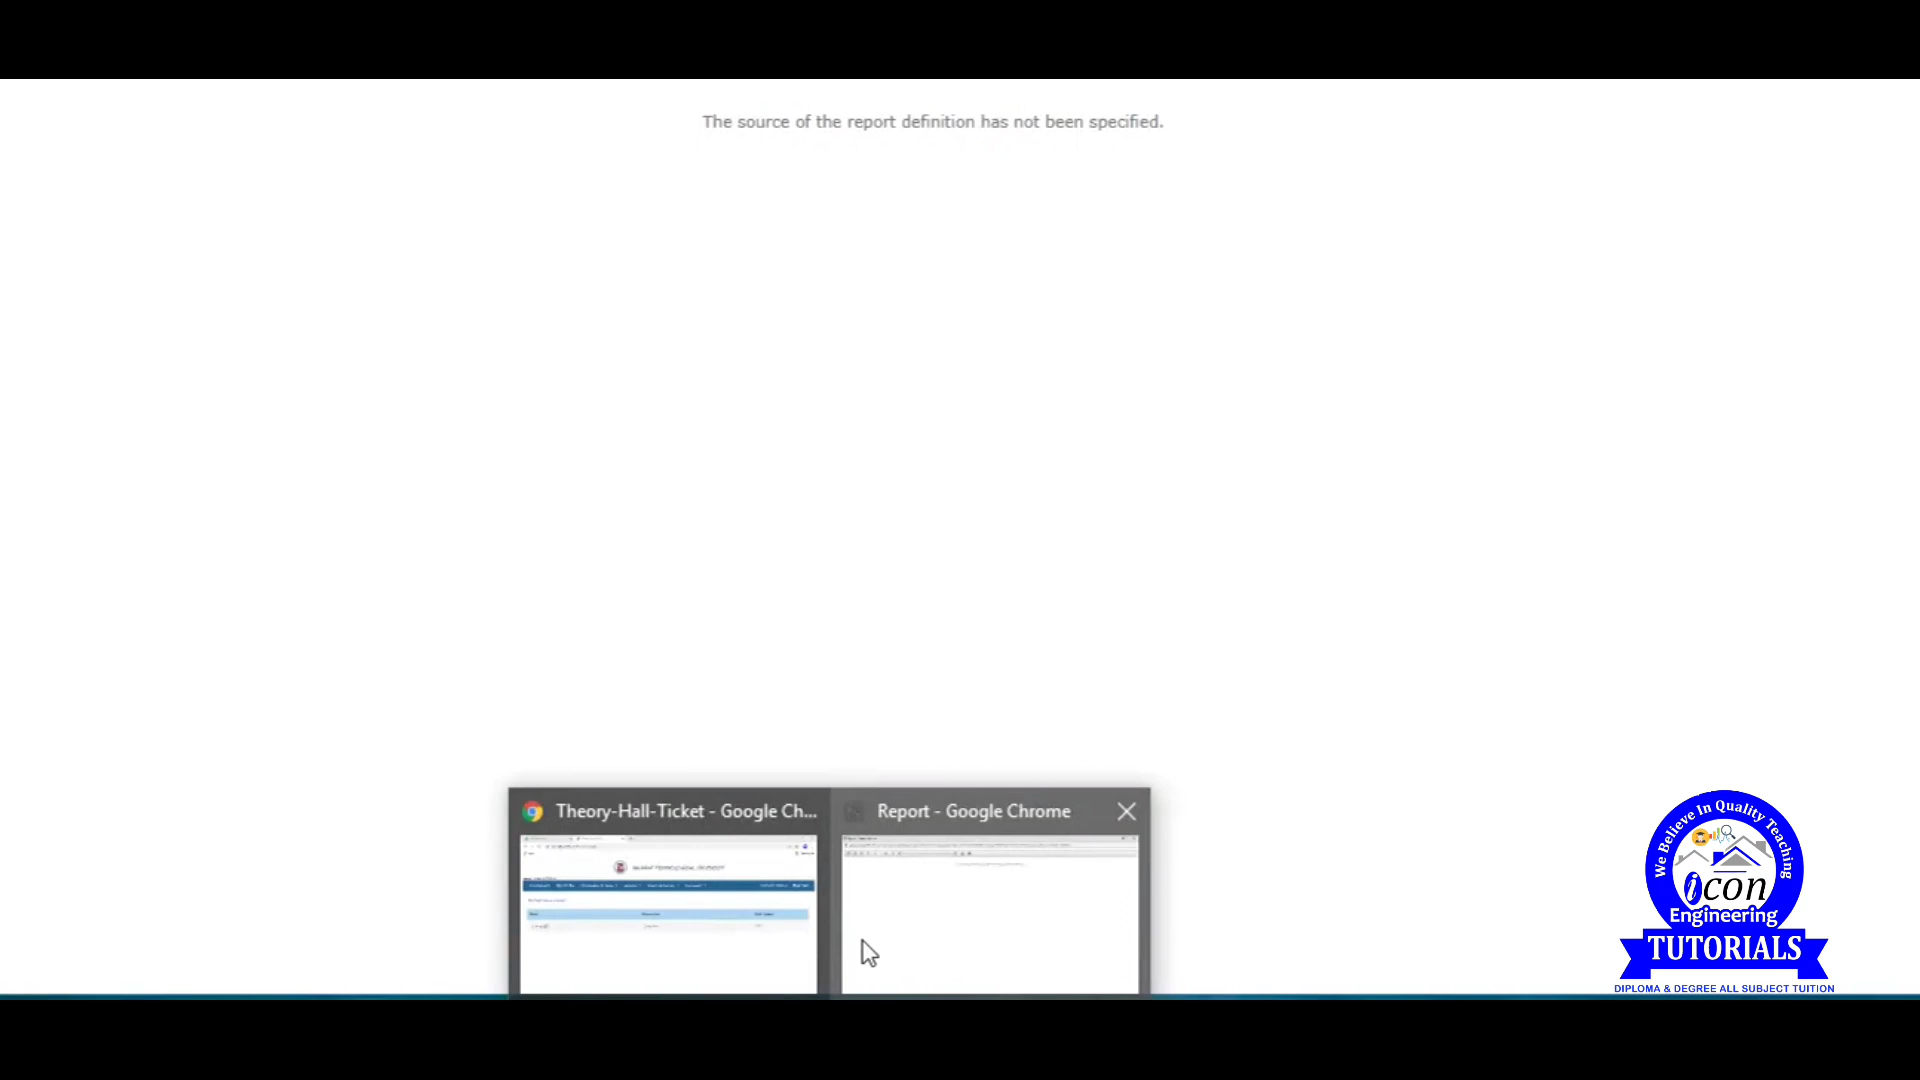 The source of the report definition has not been specified.
Theory-Hall-Ticket - Google Ch...
Report - Google Chrome
We Believe In Quality Teaching
icon
Engineering
TUTORIALS
DIPLOMA & DEGREE ALL SUBJECT TUITION